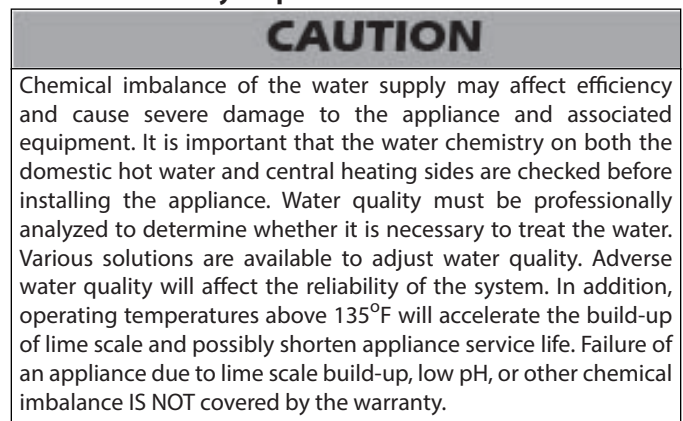 CAUTION
Chemical imbalance of the water supply may affect efficiency
and cause severe damage to the appliance and associated
equipment. It is important that the water chemistry on both the
domestic hot water and central heating sides are checked before
installing the appliance. Water quality must be professionally
analyzed to determine whether it is necessary to treat the water.
Various solutions are available to adjust water quality. Adverse
water quality will affect the reliability of the system. In addition,
operating temperatures above 135°F will accelerate the build-up
of lime scale and possibly shorten appliance service life. Failure of
an appliance due to lime scale build-up, low pH, or other chemical
imbalance IS NOT covered by the warranty.